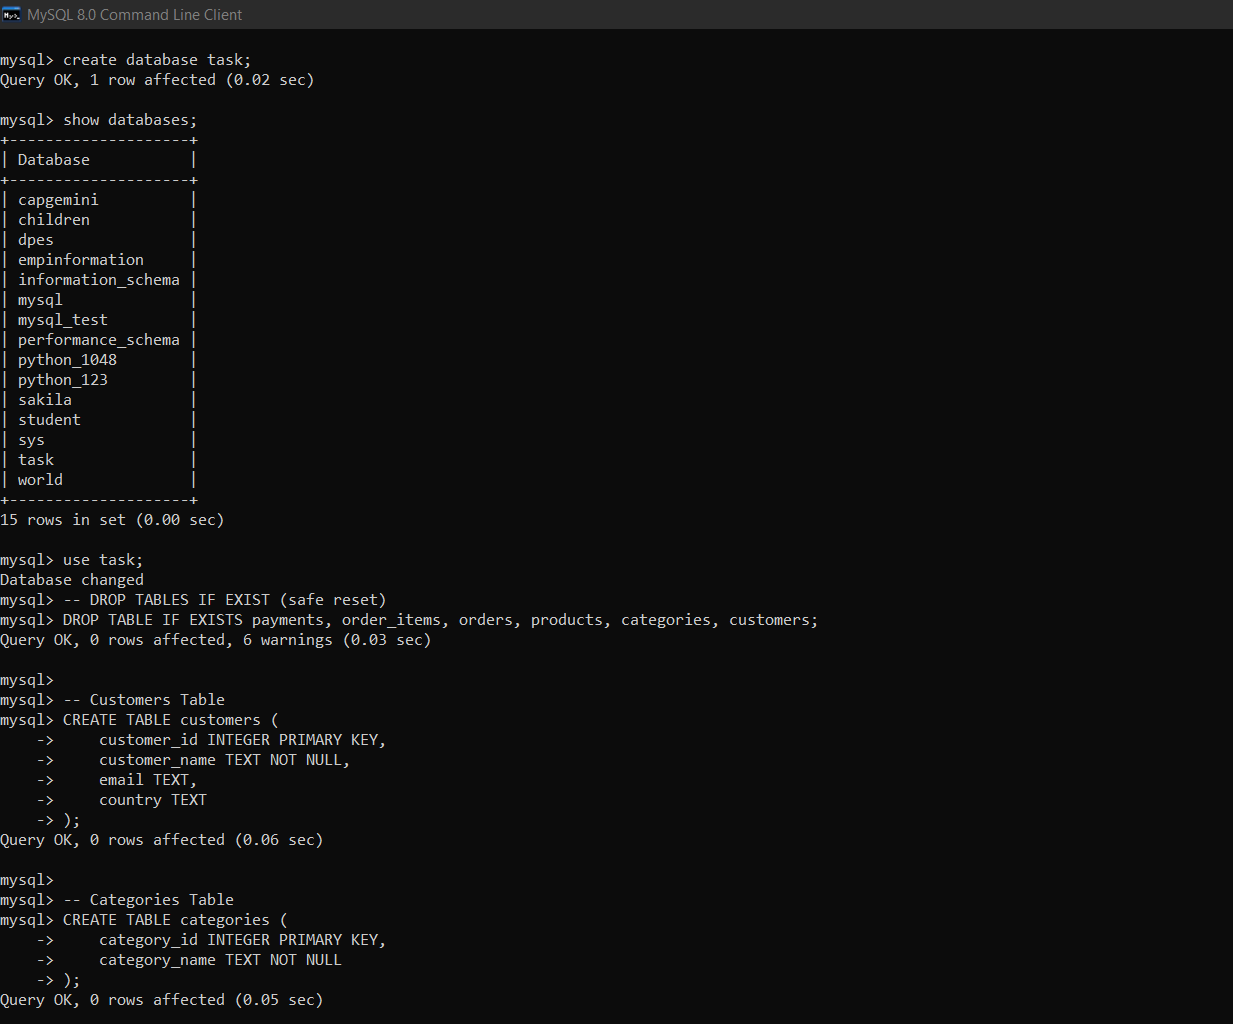 MySQL 8.0 Command Line Client
mysql> create database task;
Query OK, 1 row affected (0.02 sec)
mysql> show databases;
+--------------------+
| Database           |
+--------------------+
| capgemini          |
| children           |
| dpes               |
| empinformation     |
| information_schema |
| mysql              |
| mysql_test         |
| performance_schema |
| python_1048        |
| python_123         |
| sakila             |
| student            |
| sys                |
| task               |
| world              |
+--------------------+
15 rows in set (0.00 sec)
mysql> use task;
Database changed
mysql> -- DROP TABLES IF EXIST (safe reset)
mysql> DROP TABLE IF EXISTS payments, order_items, orders, products, categories, customers;
Query OK, 0 rows affected, 6 warnings (0.03 sec)
mysql>
mysql> -- Customers Table
mysql> CREATE TABLE customers (
    ->     customer_id INTEGER PRIMARY KEY,
    ->     customer_name TEXT NOT NULL,
    ->     email TEXT,
    ->     country TEXT
    -> );
Query OK, 0 rows affected (0.06 sec)
mysql>
mysql> -- Categories Table
mysql> CREATE TABLE categories (
    ->     category_id INTEGER PRIMARY KEY,
    ->     category_name TEXT NOT NULL
    -> );
Query OK, 0 rows affected (0.05 sec)